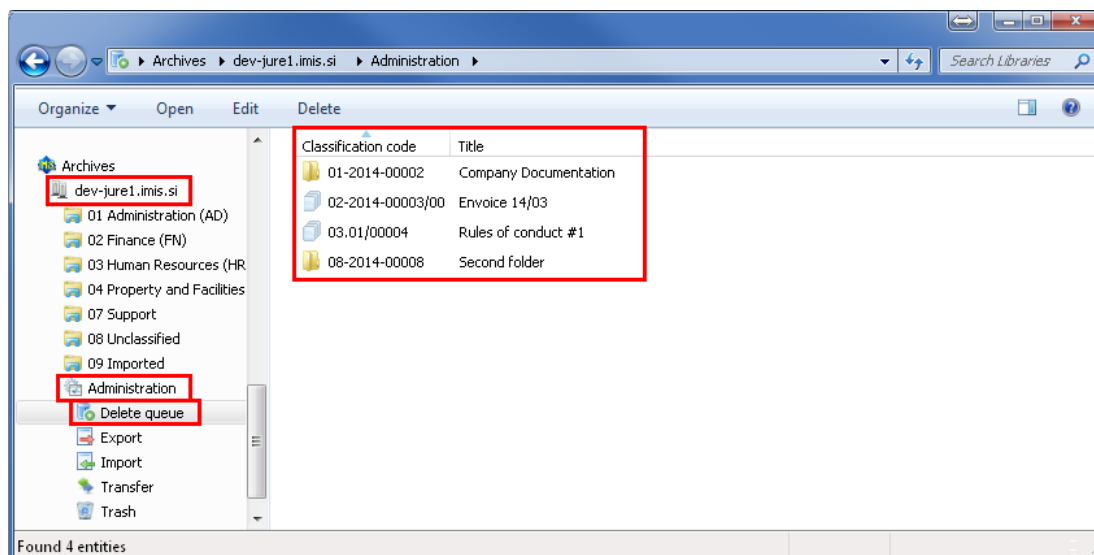 Archives dev-jure1.imis.si Administration
Search Libraries
Organize Open Edit Delete
Archives
dev-jure1.imis.si
01 Administration (AD)
02 Finance (FN)
03 Human Resources (HR
04 Property and Facilities
07 Support
08 Unclassified
09 Imported
Administration
Delete queue
Export
Import
Transfer
Trash
Classification code Title
01-2014-00002 Company Documentation
02-2014-00003/00 Envoice 14/03
03.01/00004 Rules of conduct #1
08-2014-00008 Second folder
Found 4 entities